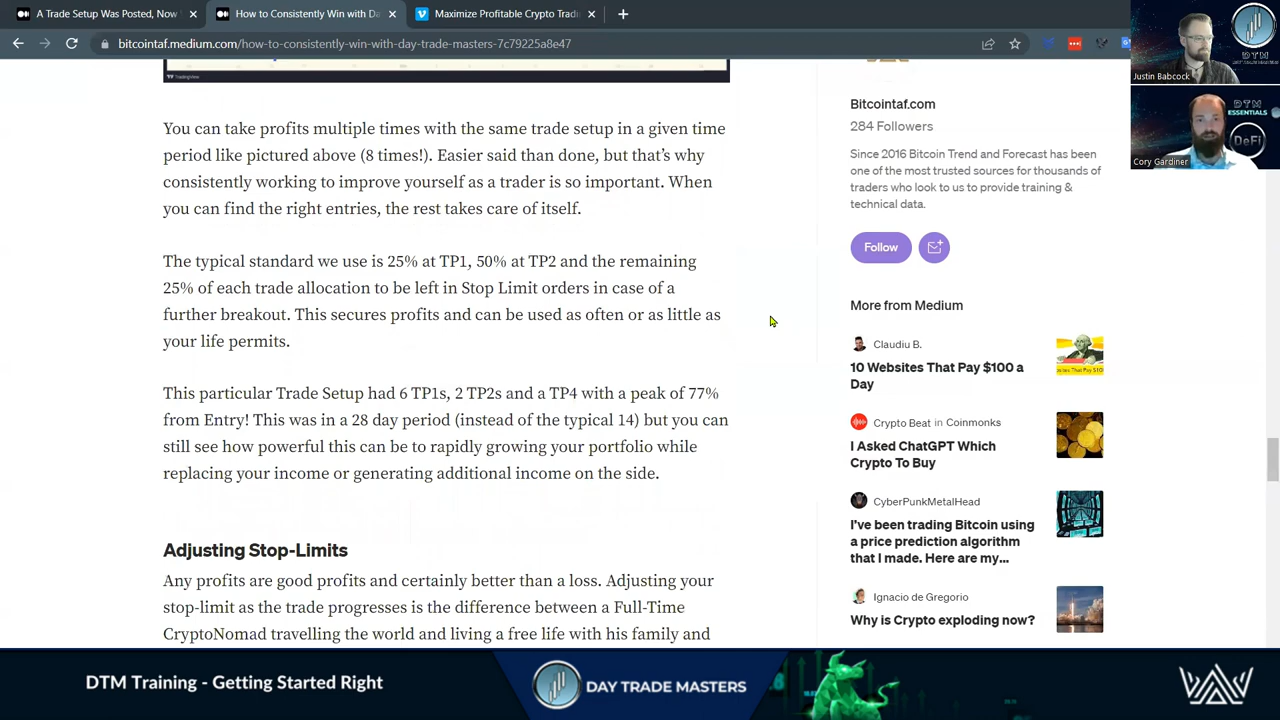 A Trade Setup Was Posted, Now
How to Consistently Win with Da
Maximize Profitable Crypto Tradi
bitcointaf.medium.com/how-to-consistently-win-with-day-trade-masters-7c79225a8e47
Justin Babcock
DTM
Cory Gardiner
DTM
ESSENTIALS
DeFi
TradingView
You can take profits multiple times with the same trade setup in a given time
period like pictured above (8 times!). Easier said than done, but that's why
consistently working to improve yourself as a trader is so important. When
you can find the right entries, the rest takes care of itself.
The typical standard we use is 25% at TP1, 50% at TP2 and the remaining
25% of each trade allocation to be left in Stop Limit orders in case of a
further breakout. This secures profits and can be used as often or as little as
your life permits.
This particular Trade Setup had 6 TP1s, 2 TP2s and a TP4 with a peak of 77%
from Entry! This was in a 28 day period (instead of the typical 14) but you can
still see how powerful this can be to rapidly growing your portfolio while
replacing your income or generating additional income on the side.
Adjusting Stop-Limits
Any profits are good profits and certainly better than a loss. Adjusting your
stop-limit as the trade progresses is the difference between a Full-Time
CryptoNomad travelling the world and living a free life with his family and
Bitcointaf.com
284 Followers
Since 2016 Bitcoin Trend and Forecast has been
one of the most trusted sources for thousands of
traders who look to us to provide training &
technical data.
Follow
More from Medium
Claudiu B.
10 Websites That Pay $100 a
Day
Crypto Beat in Coinmonks
I Asked ChatGPT Which
Crypto To Buy
CyberPunkMetalHead
I've been trading Bitcoin using
a price prediction algorithm
that I made. Here are my...
Ignacio de Gregorio
Why is Crypto exploding now?
DTM Training - Getting Started Right
DAY TRADE MASTERS